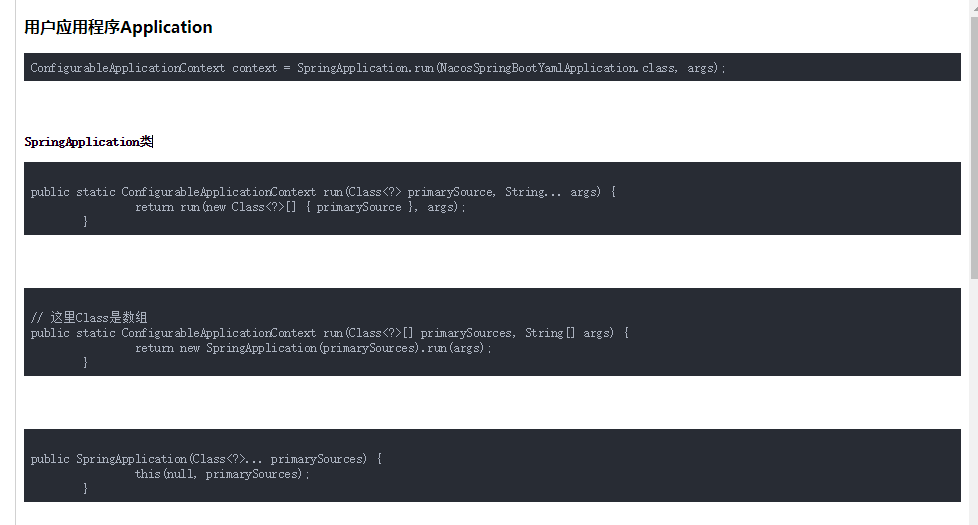 用户应用程序Application
ConfigurableApplicationContext context = SpringApplication.run(NacosSpringBootYamlApplication.class, args);
SpringApplication类
public static ConfigurableApplicationContext run(Class<?> primarySource, String... args) {
return run(new Class<?>[] { primarySource }, args);
}
// 这里Class是数组
public static ConfigurableApplicationContext run(Class<?>[] primarySources, String[] args) {
return new SpringApplication(primarySources).run(args);
}
public SpringApplication(Class<?>... primarySources) {
this(null, primarySources);
}